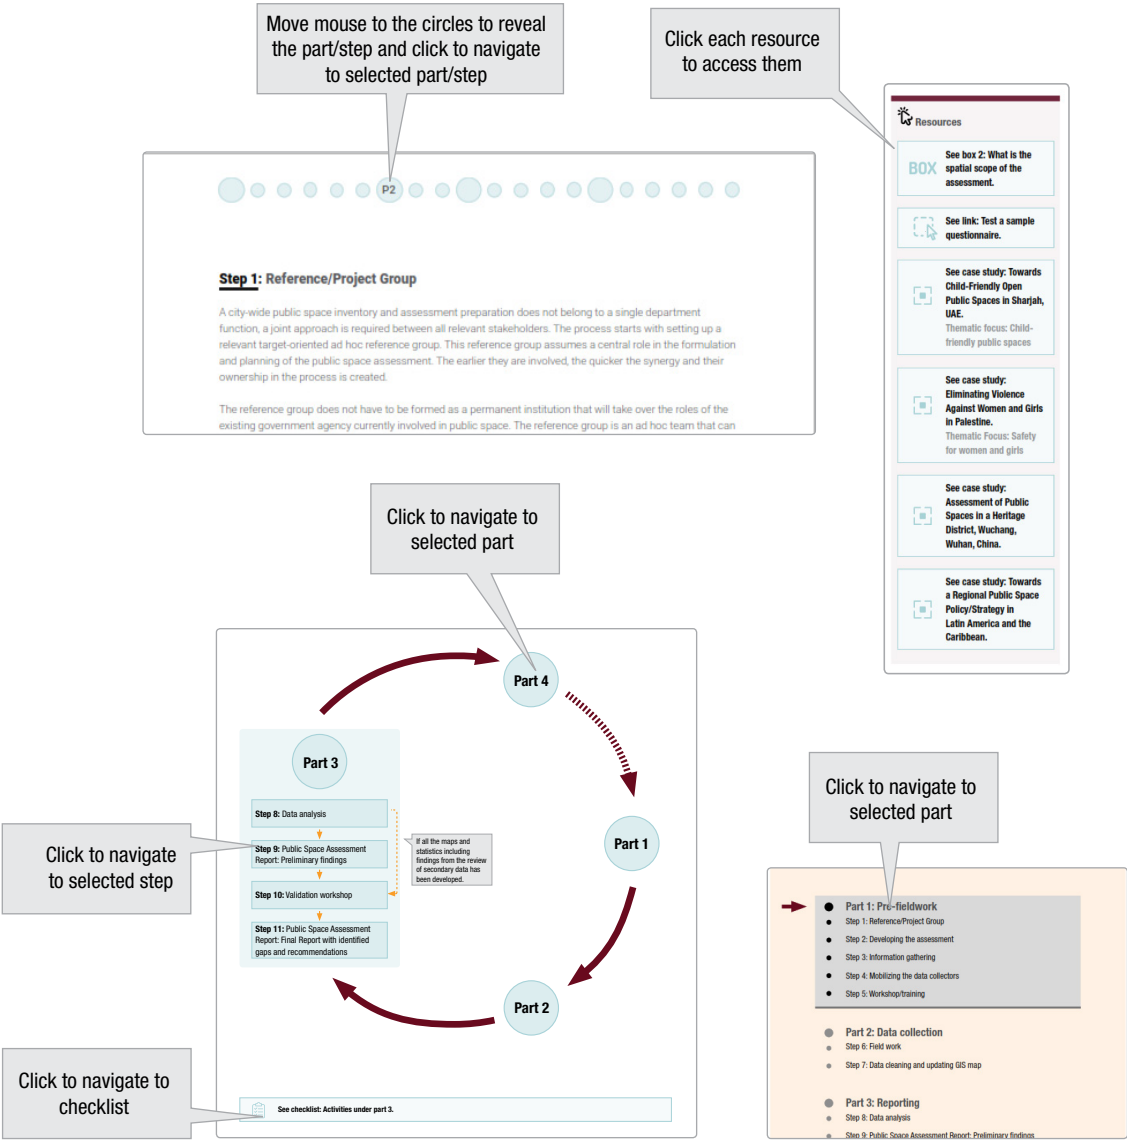 Move mouse to the circles to reveal
the part/step and click to navigate
to selected part/step
Click each resource
to access them
P2
Step 1: Reference/Project Group
A city-wide public space inventory and assessment preparation does not belong to a single department
function, a joint approach is required between all relevant stakeholders. The process starts with setting up a
relevant target-oriented ad hoc reference group. This reference group assumes a central role in the formulation
and planning of the public space assessment. The earlier they are involved, the quicker the synergy and their
ownership in the process is created.
The reference group does not have to be formed as a permanent institution that will take over the roles of the
existing government agency currently involved in public space. The reference group is an ad hoc team that can
Resources
BOX
See box 2: What is the
spatial scope of the
assessment.
See link: Test a sample
questionnaire.
See case study: Towards
Child-Friendly Open
Public Spaces in Sharjah,
UAE.
Thematic focus: Child-
friendly public spaces
See case study:
Eliminating Violence
Against Women and Girls
in Palestine.
Thematic Focus: Safety
for women and girls
See case study:
Assessment of Public
Spaces in a Heritage
District, Wuchang,
Wuhan, China.
See case study: Towards
a Regional Public Space
Policy/Strategy in
Latin America and the
Caribbean.
Click to navigate to
selected part
Part 4
Part 3
Step 8: Data analysis
Step 9: Public Space Assessment
Report: Preliminary findings
Step 10: Validation workshop
Step 11: Public Space Assessment
Report: Final Report with identified
gaps and recommendations
If all the maps and
statistics including
findings from the review
of secondary data has
been developed.
Part 1
Part 2
Click to navigate
to selected step
Click to navigate to
checklist
See checklist: Activities under part 3.
Click to navigate to
selected part
Part 1: Pre-fieldwork
Step 1: Reference/Project Group
Step 2: Developing the assessment
Step 3: Information gathering
Step 4: Mobilizing the data collectors
Step 5: Workshop/training
Part 2: Data collection
Step 6: Field work
Step 7: Data cleaning and updating GIS map
Part 3: Reporting
Step 8: Data analysis
Step 9: Public Space Assessment Report: Preliminary findings